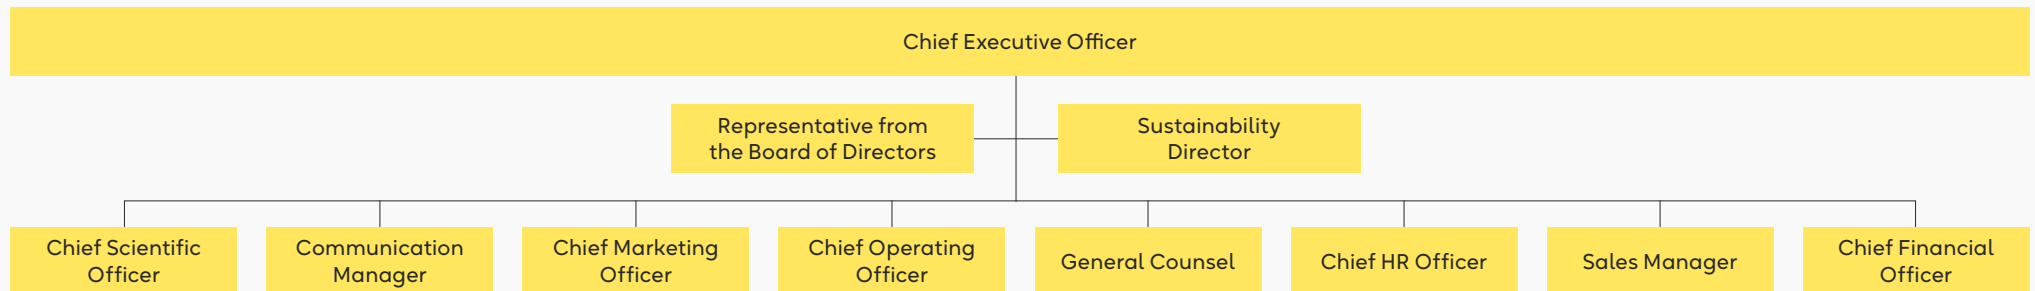 Chief Executive Officer
Representative from
the Board of Directors
Sustainability
Director
Chief Scientific
Officer
Communication
Manager
Chief Marketing
Officer
Chief Operating
Officer
General Counsel
Chief HR Officer
Sales Manager
Chief Financial
Officer